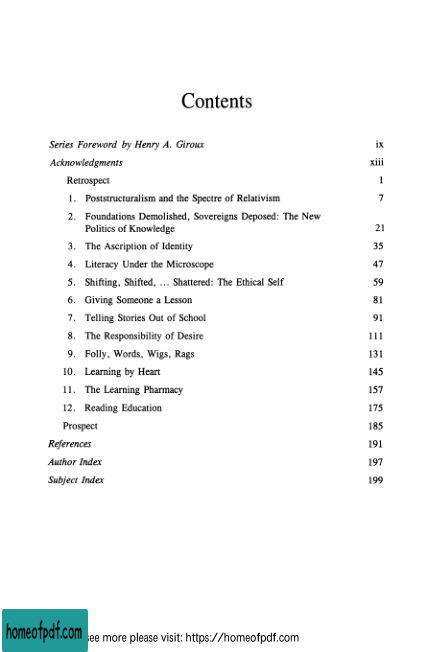 Contents
Series Foreword by Henry A. Giroux ix
Acknowledgments xiii
Retrospect 1
1. Poststructuralism and the Spectre of Relativism 7
2. Foundations Demolished, Sovereigns Deposed: The New
Politics of Knowledge 21
3. The Ascription of Identity 35
4. Literacy Under the Microscope 47
5. Shifting, Shifted, ... Shattered: The Ethical Self 59
6. Giving Someone a Lesson 81
7. Telling Stories Out of School 91
8. The Responsibility of Desire 111
9. Folly, Words, Wigs, Rags 131
10. Learning by Heart 145
11. The Learning Pharmacy 157
12. Reading Education 175
Prospect 185
References 191
Author Index 197
Subject Index 199
homeofpdf.com see more please visit: https://homeofpdf.com